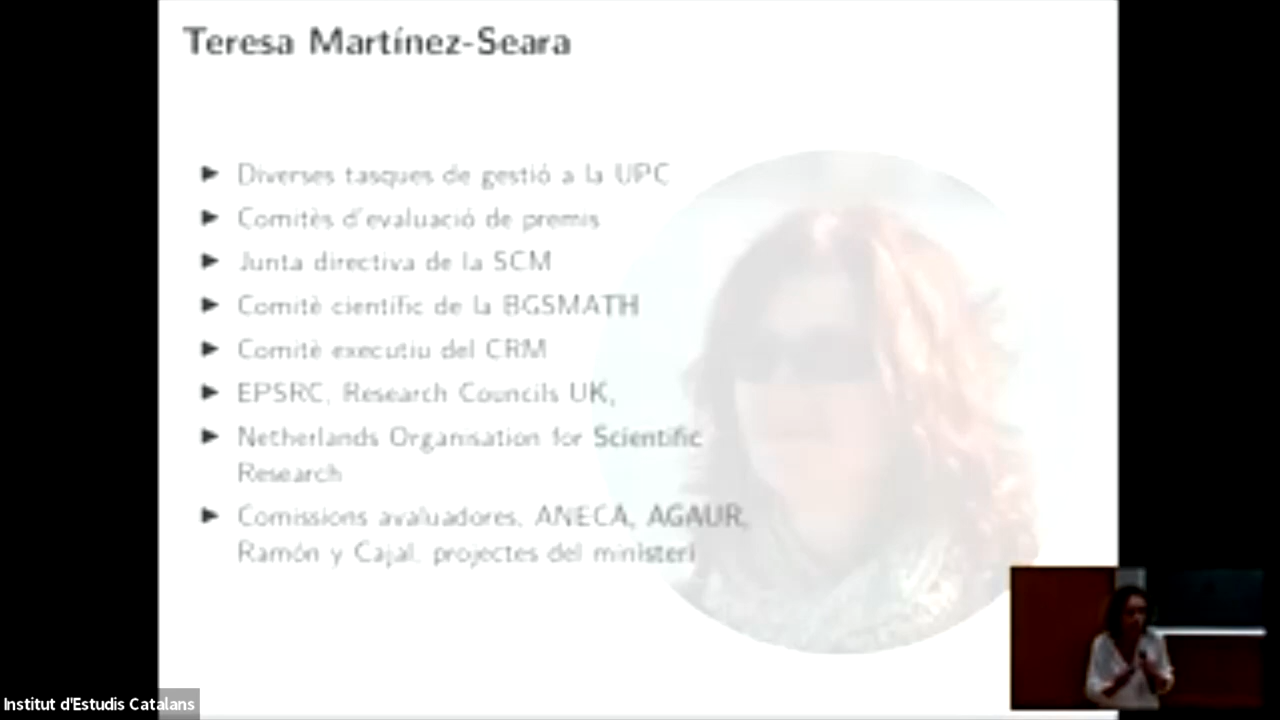 Teresa Martínez-Seara
Diverses tasques de gestió a la UPC
Comitès d'evaluació de premis
Junta directiva de la SCM
Comitè científic de la BGSMATH
Comitè executiu del CRM
EPSRC, Research Councils UK,
Netherlands Organisation for Scientific
Research
Comissions avaluadores, ANECA, AGAUR,
Ramón y Cajal, projectes del ministeri
Institut d'Estudis Catalans